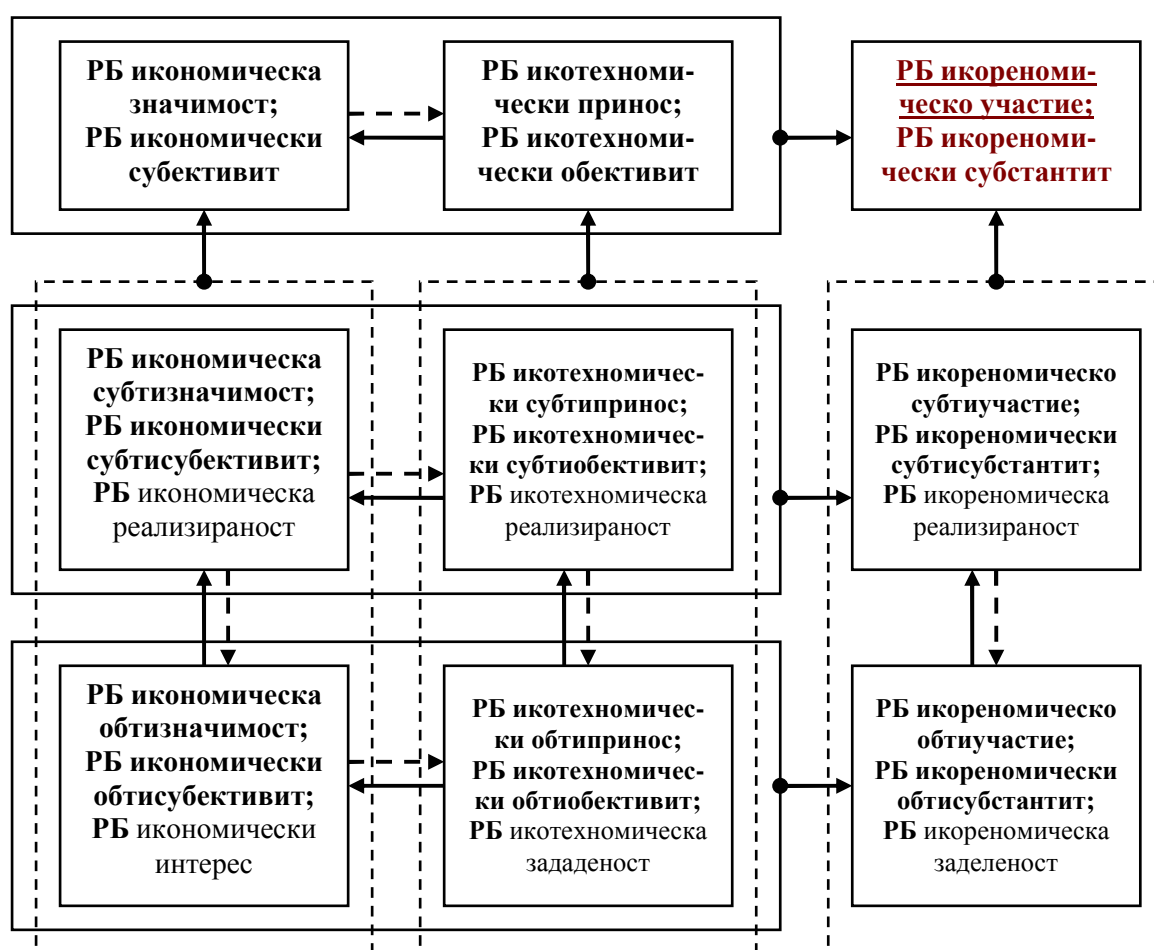 РБ икономическа
значимост;
РБ икономически
субективит
РБ икотехноми-
чески принос;
РБ икотехноми-
чески обективит
РБ икореноми-
ческо участие;
РБ икореноми-
чески субстантит
РБ икономическа
субтизначимост;
РБ икономически
субтисубективит;
РБ икономическа
реализираност
РБ икотехномичес-
ки субтипринос;
РБ икотехномичес-
ки субтиобективит;
РБ икотехномическа
реализираност
РБ икореномическо
субтиучастие;
РБ икореномически
субтисубстантит;
РБ икореномическа
реализираност
РБ икономическа
обтизначимост;
РБ икономически
обтисубективит;
РБ икономически
интерес
РБ икотехномичес-
ки обтипринос;
РБ икотехномичес-
ки обтиобективит;
РБ икотехномическа
зададеност
РБ икореномическо
обтиучастие;
РБ икореномически
обтисубстантит;
РБ икореномическа
заделеност